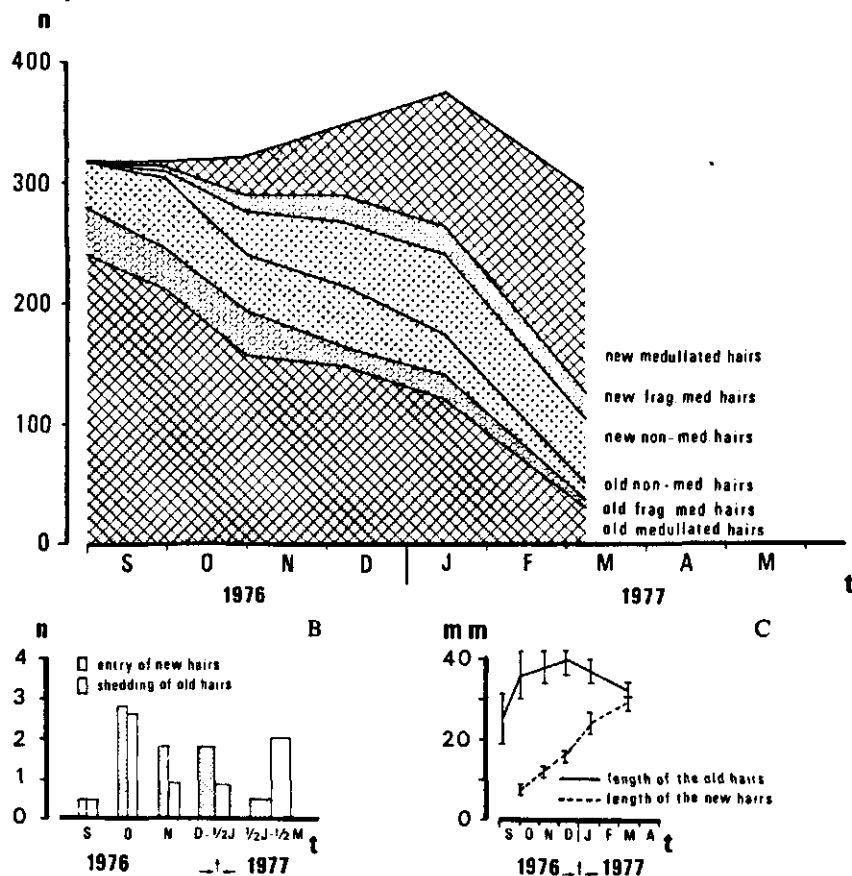 n
400
300
200
100
0
new medullated hairs
new frag. med hairs
new non-med. hairs
old non-med hairs
old frag med hairs
old medullated hairs
S O N D J F M A M t
1976 1977
n B
4
3
2
1
0
entry of new hairs
shedding of old hairs
S O N D-½J ½J-½M t
1976 1977
mm C
40
20
0
length of the old hairs
length of the new hairs
S O N D J F M A t
1976 1977